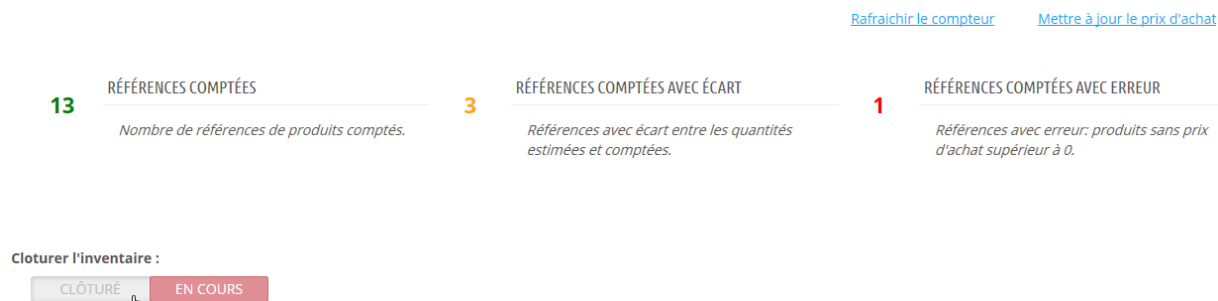 Rafraichir le compteur Mettre à jour le prix d'achat
13 RÉFÉRENCES COMPTÉES
Nombre de références de produits comptés.
3 RÉFÉRENCES COMPTÉES AVEC ÉCART
Références avec écart entre les quantités
estimées et comptées.
1 RÉFÉRENCES COMPTÉES AVEC ERREUR
Références avec erreur: produits sans prix
d'achat supérieur à 0.
Cloturer l'inventaire :
CLÔTURÉ EN COURS